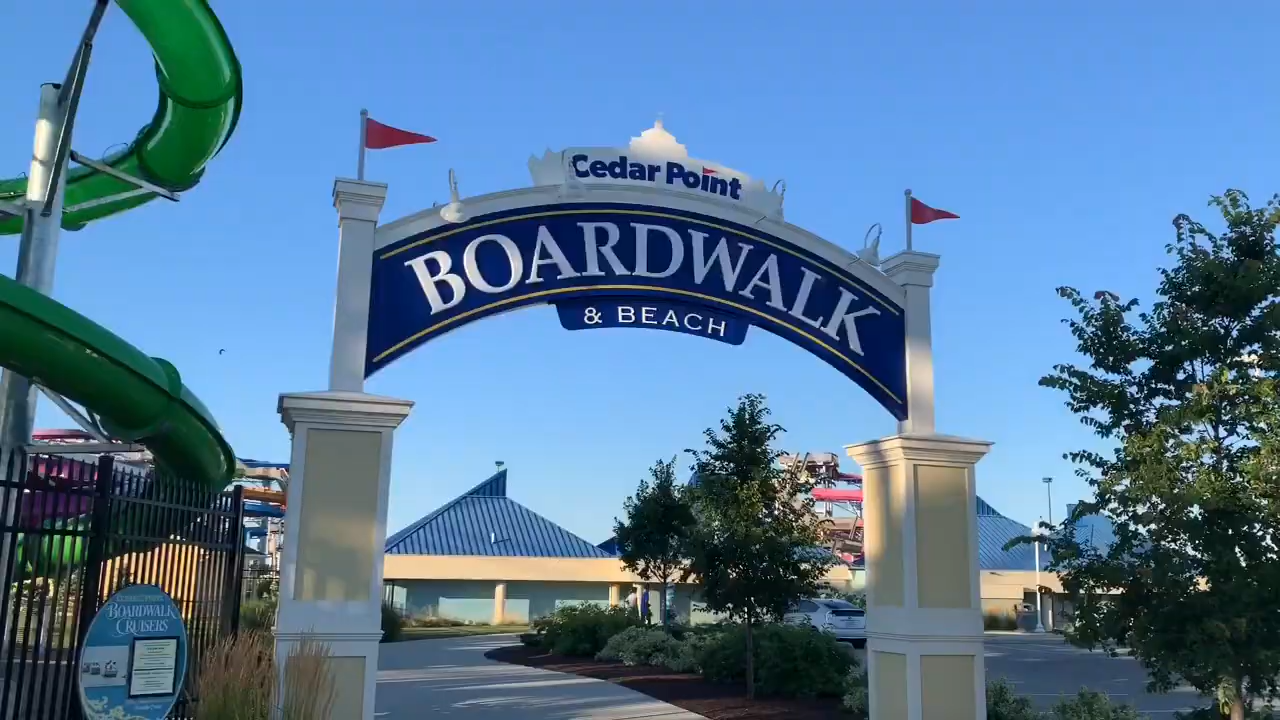 Cedar Point
BOARDWALK
& BEACH
BOARDWALK
CRUISERS